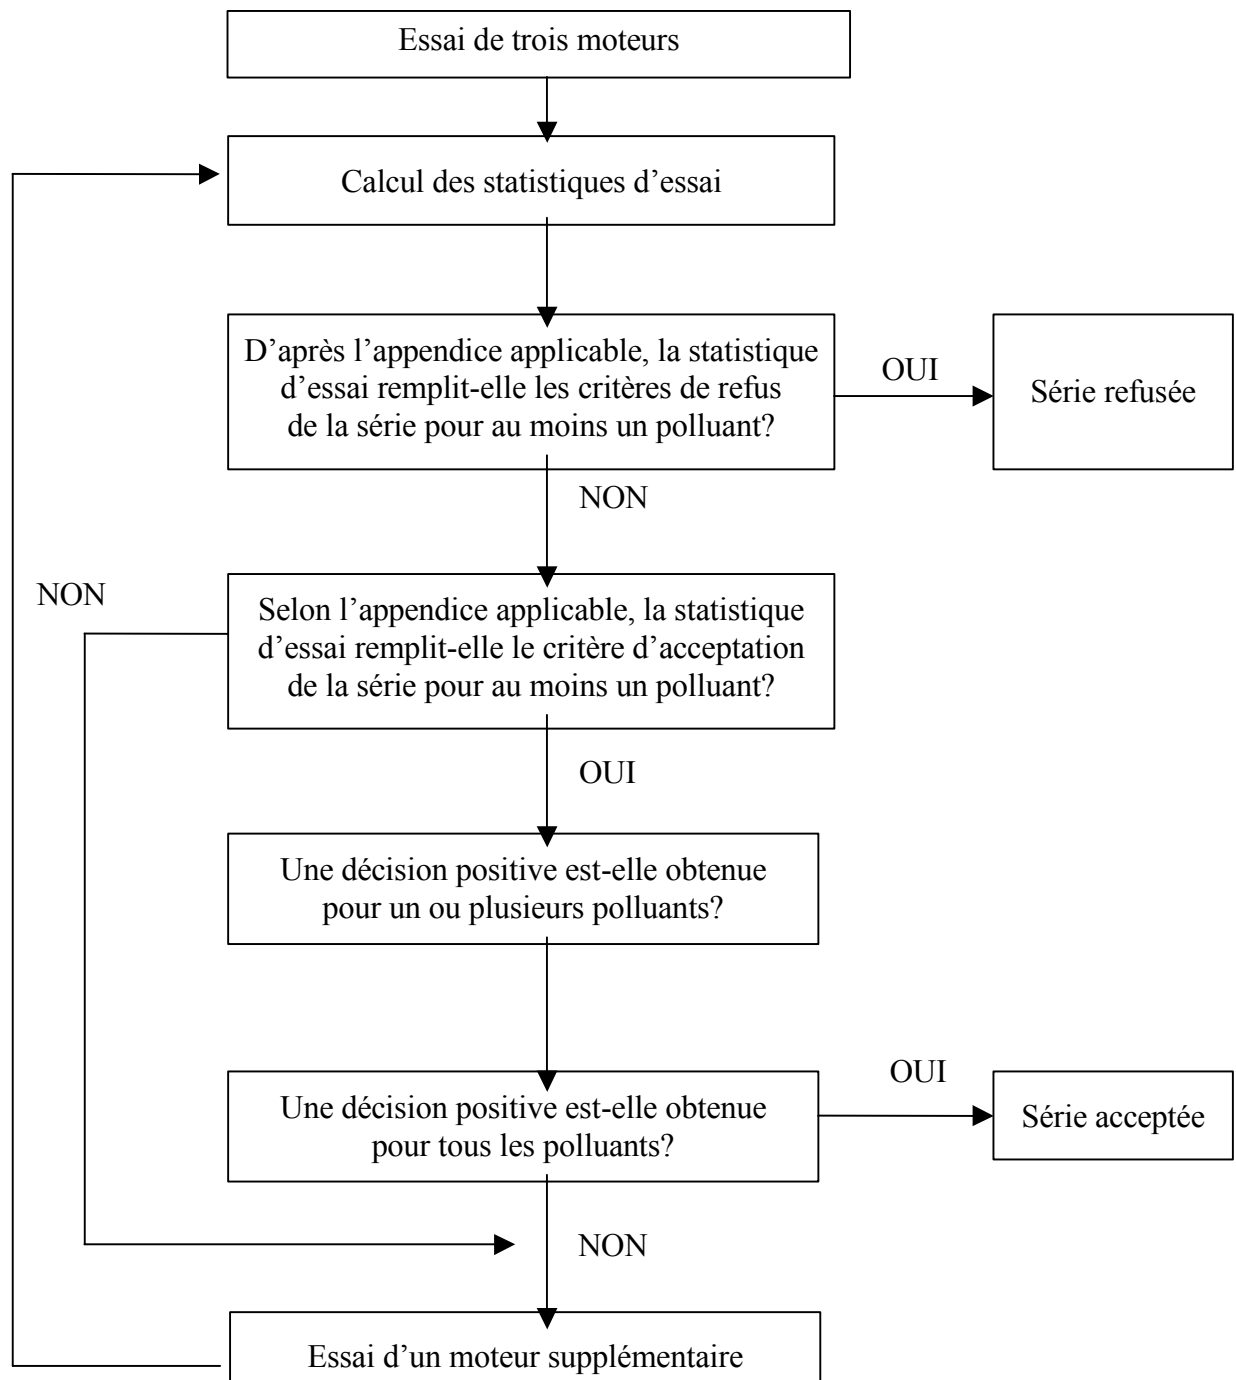 Essai de trois moteurs
Calcul des statistiques d’essai
D’après l’appendice applicable, la statistique
d’essai remplit-elle les critères de refus
de la série pour au moins un polluant?
OUI
Série refusée
NON
NON
Selon l’appendice applicable, la statistique
d’essai remplit-elle le critère d’acceptation
de la série pour au moins un polluant?
OUI
Une décision positive est-elle obtenue
pour un ou plusieurs polluants?
Une décision positive est-elle obtenue
pour tous les polluants?
OUI
Série acceptée
NON
Essai d’un moteur supplémentaire